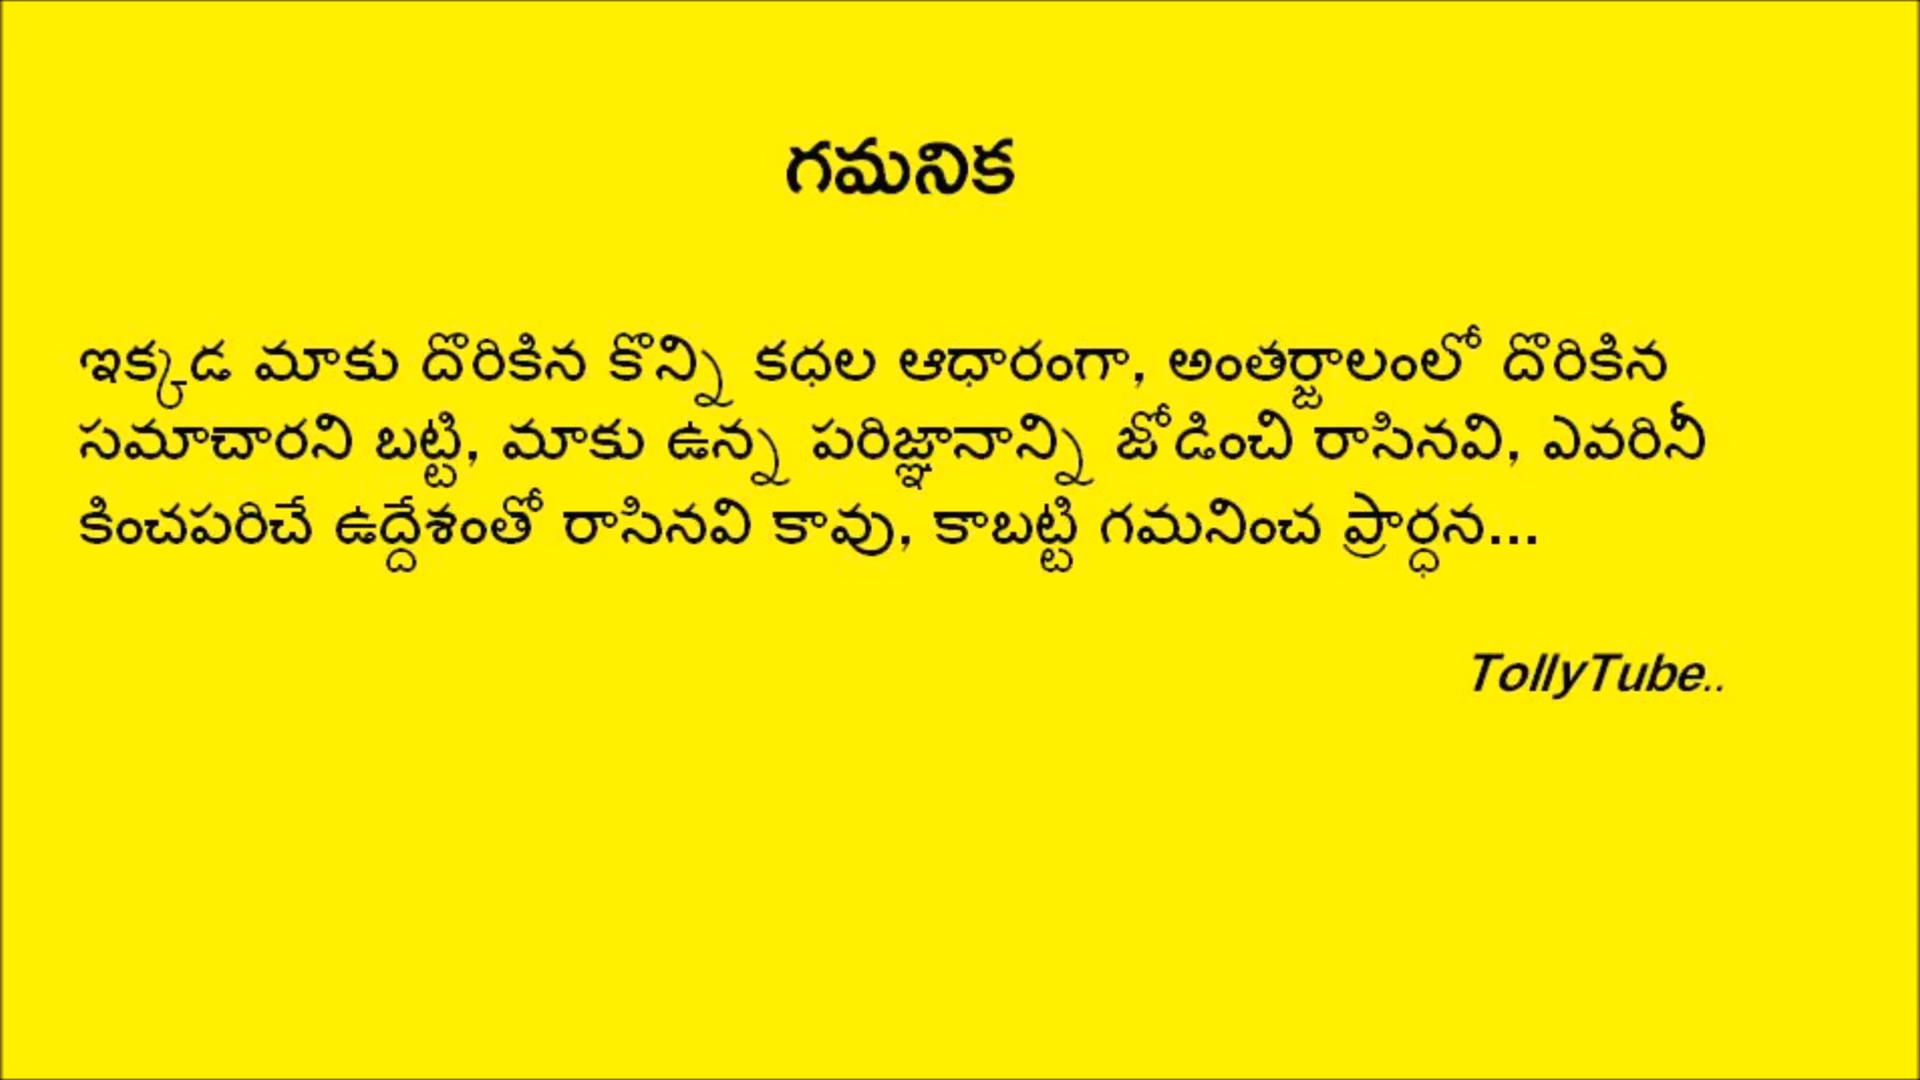 గమనిక
ఇక్కడ మాకు దొరికిన కొన్ని కధల ఆధారంగా, అంతర్జాలంలో దొరికిన
సమాచారని బట్టి, మాకు ఉన్న పరిజ్ఞానాన్ని జోడించి రాసినవి, ఎవరినీ
కించపరిచే ఉద్దేశంతో రాసినవి కావు, కాబట్టి గమనించ ప్రార్ధన...
TollyTube..